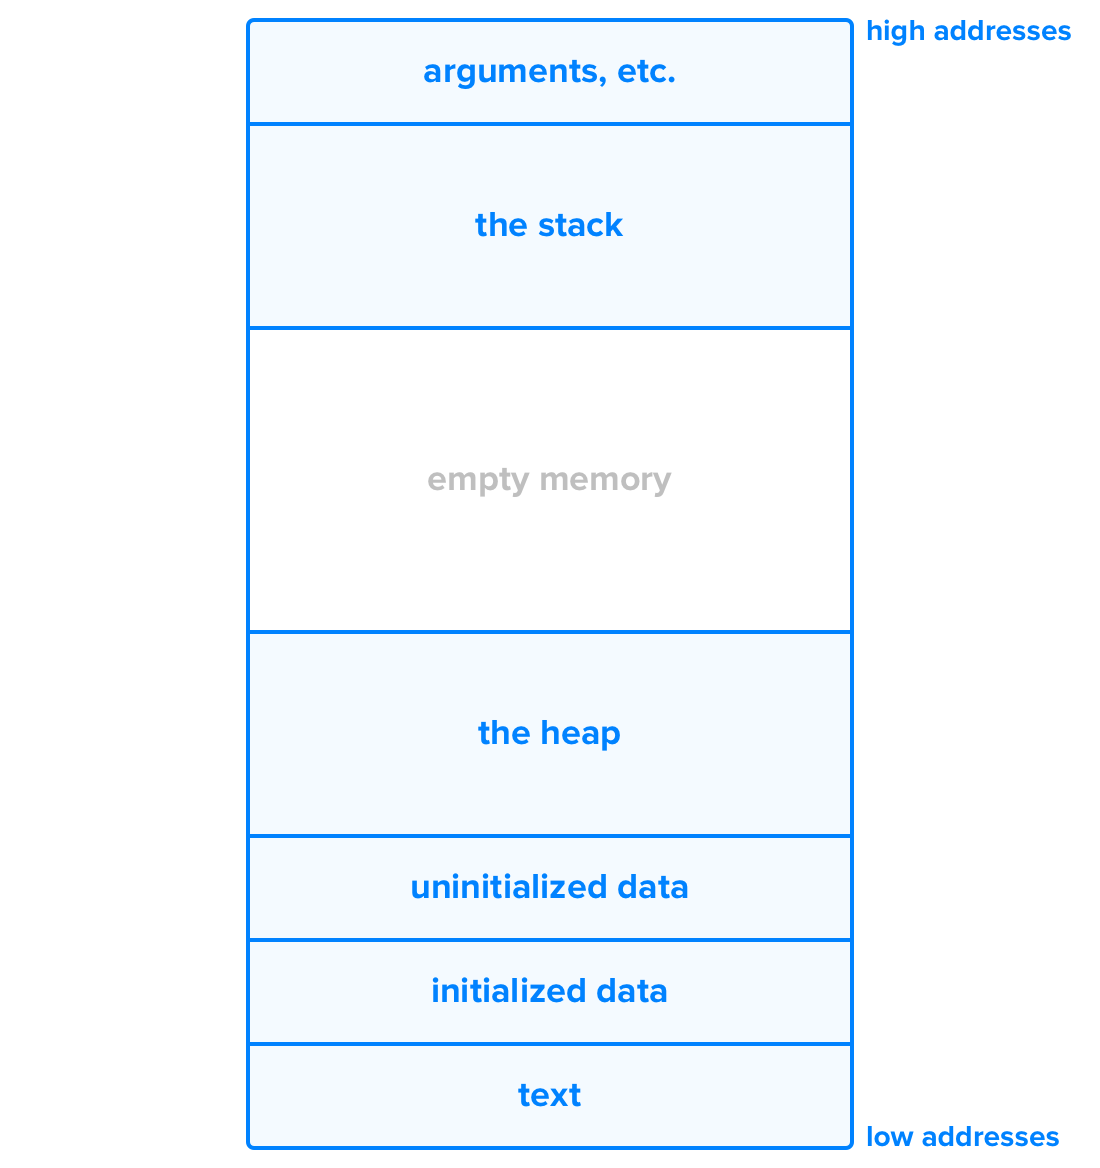 high addresses
arguments, etc.
the stack
empty memory
the heap
uninitialized data
initialized data
text
low addresses